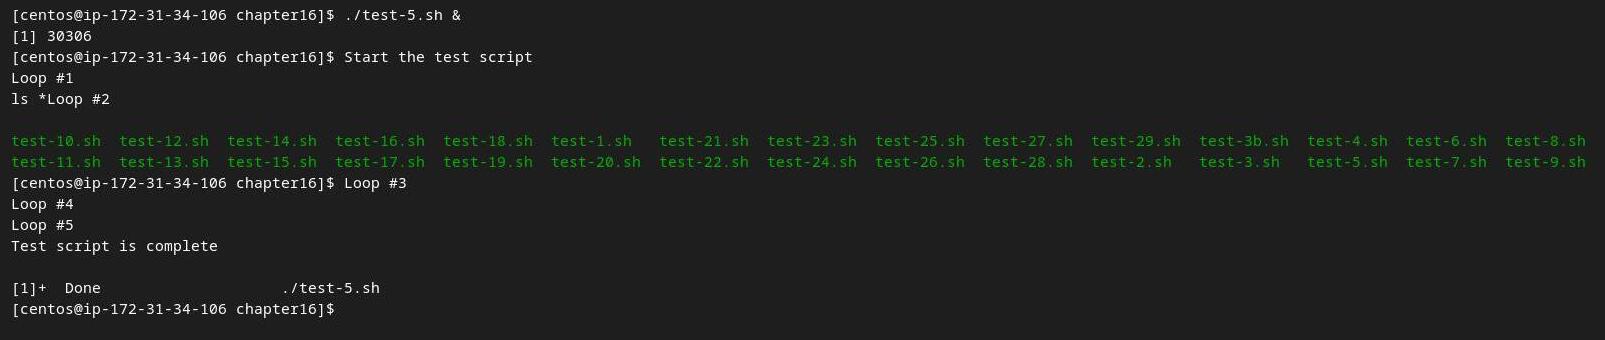 [centos@ip-172-31-34-106 chapter16]$ ./test-5.sh &
[1] 30306
[centos@ip-172-31-34-106 chapter16]$ Start the test script
Loop #1
ls *Loop #2
test-10.sh  test-12.sh  test-14.sh  test-16.sh  test-18.sh  test-1.sh   test-21.sh  test-23.sh  test-25.sh  test-27.sh  test-29.sh  test-3b.sh  test-4.sh  test-6.sh  test-8.sh
test-11.sh  test-13.sh  test-15.sh  test-17.sh  test-19.sh  test-20.sh  test-22.sh  test-24.sh  test-26.sh  test-28.sh  test-2.sh   test-3.sh   test-5.sh  test-7.sh  test-9.sh
[centos@ip-172-31-34-106 chapter16]$ Loop #3
Loop #4
Loop #5
Test script is complete
[1]+  Done                    ./test-5.sh
[centos@ip-172-31-34-106 chapter16]$